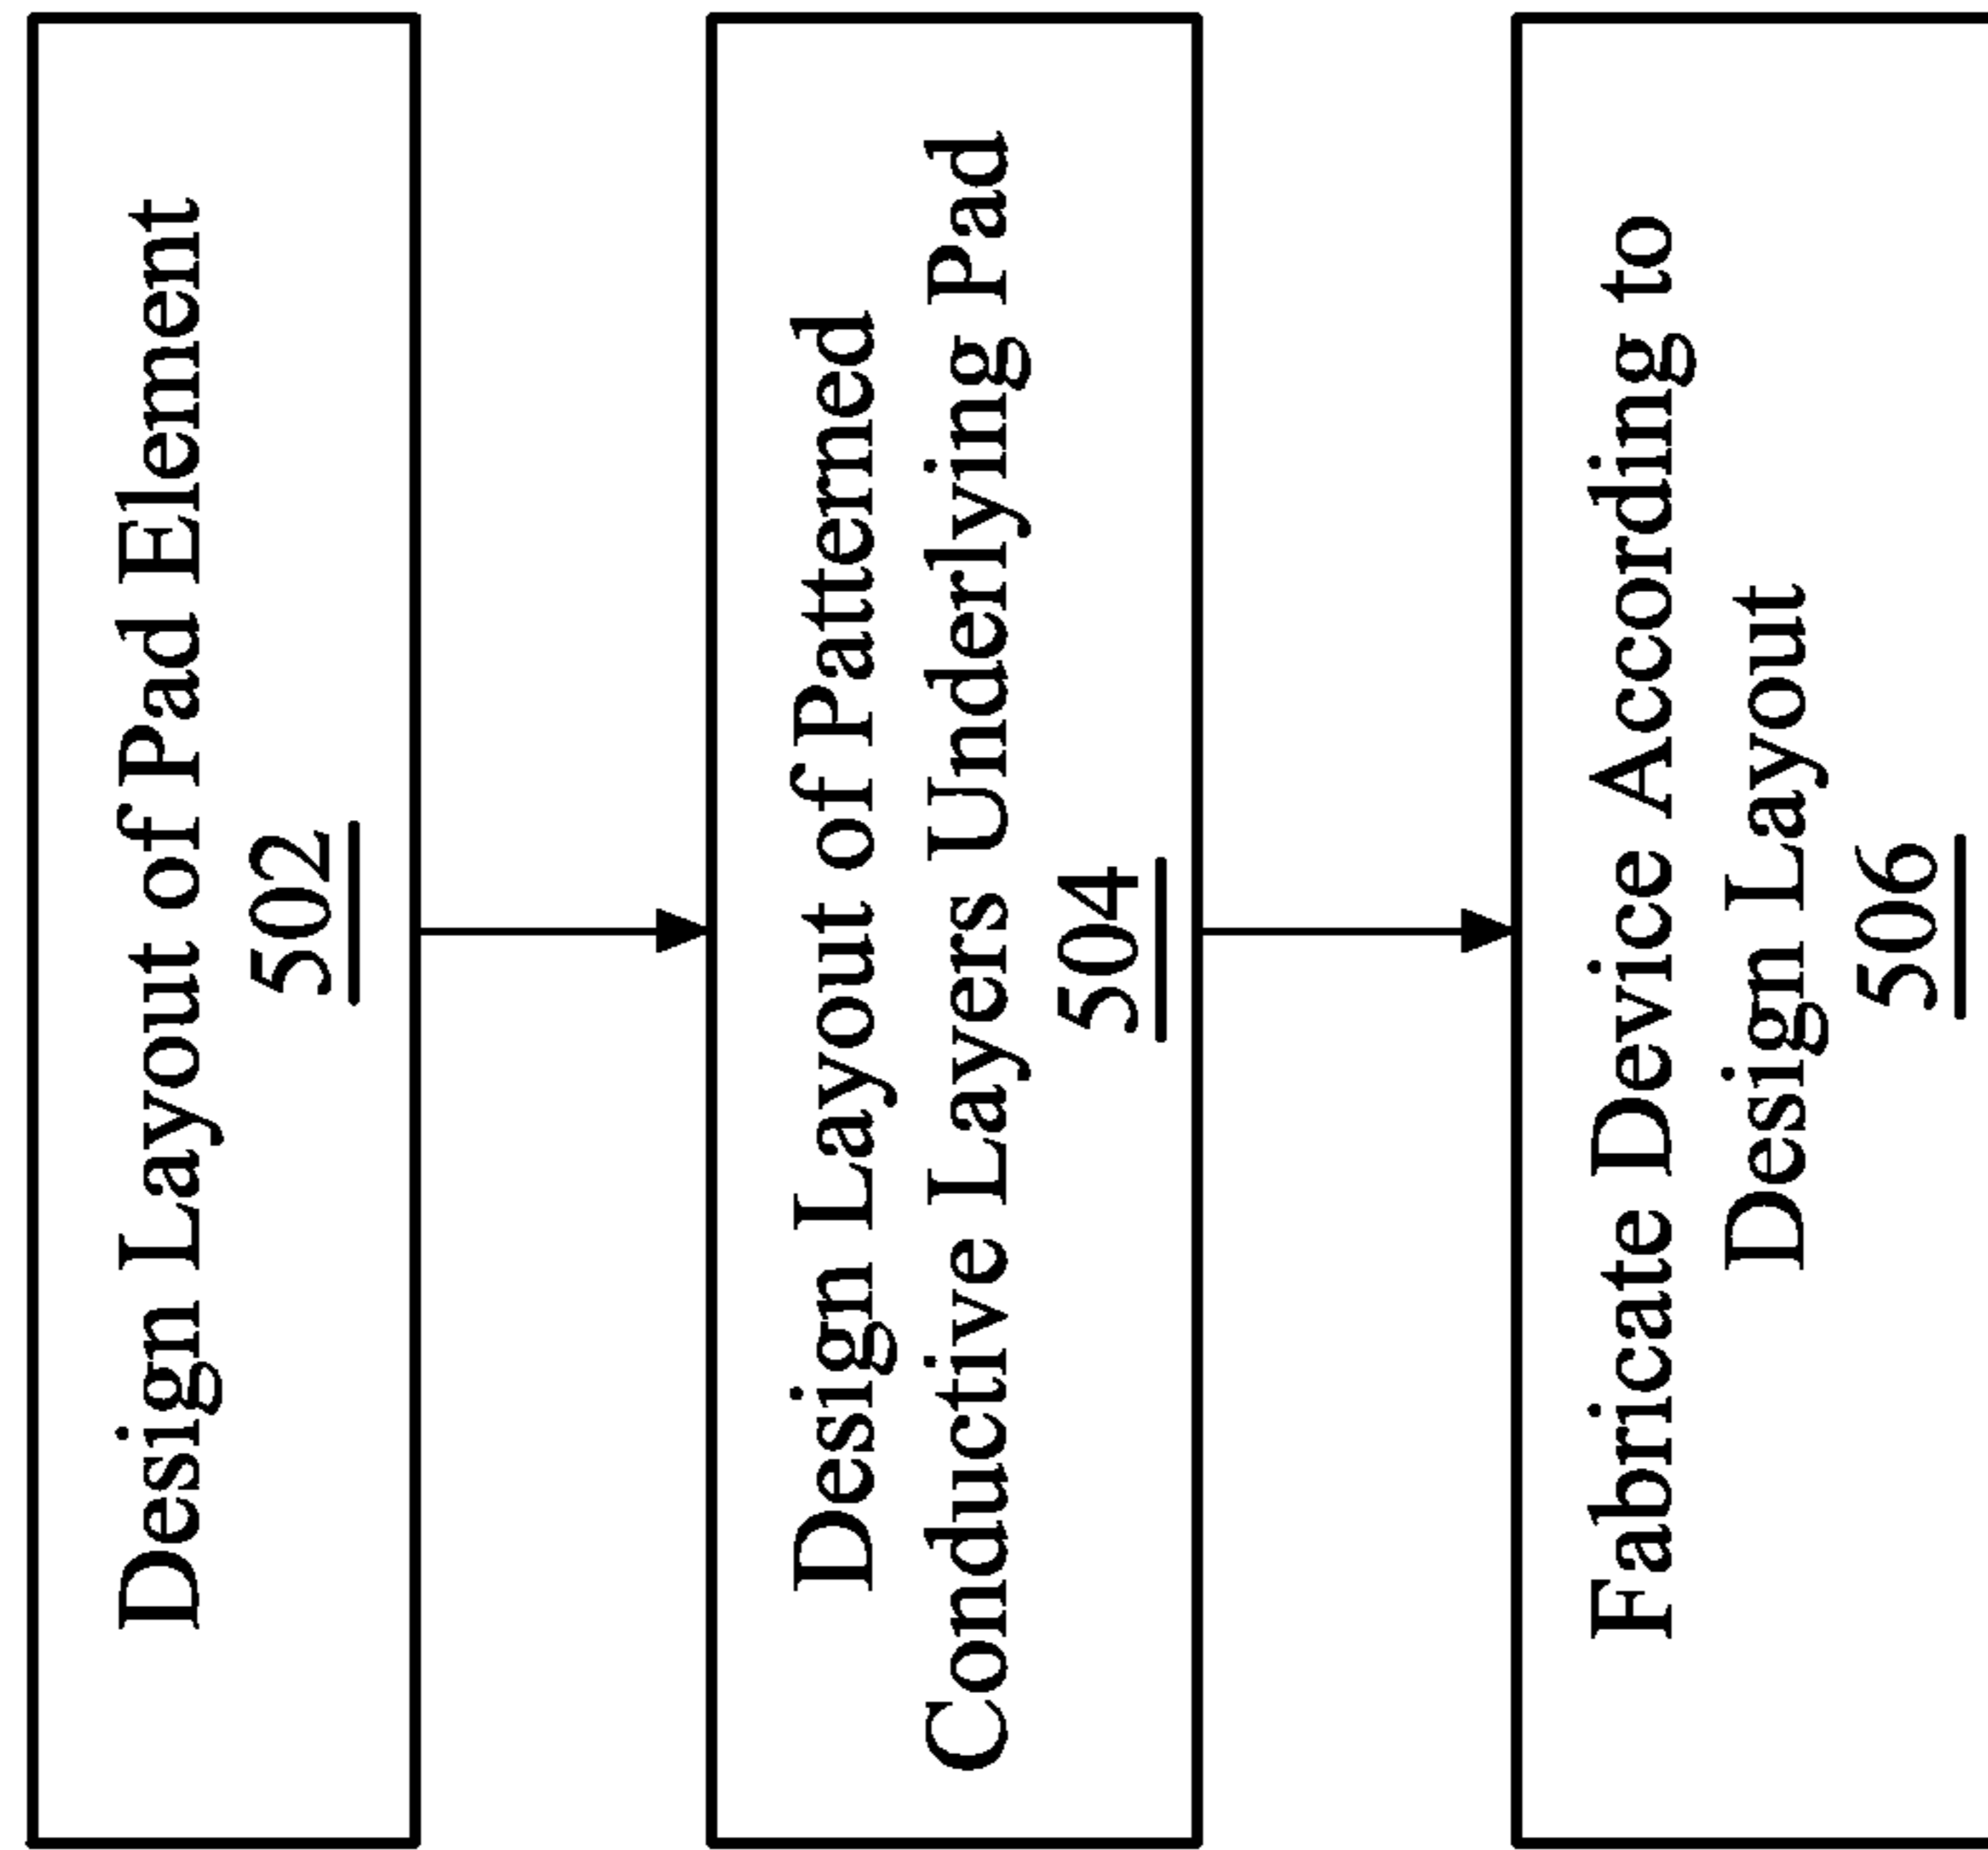 Design Layout of Pad Element
502
Design Layout of Patterned
Conductive Layers Underlying Pad
504
Fabricate Device According to
Design Layout
506